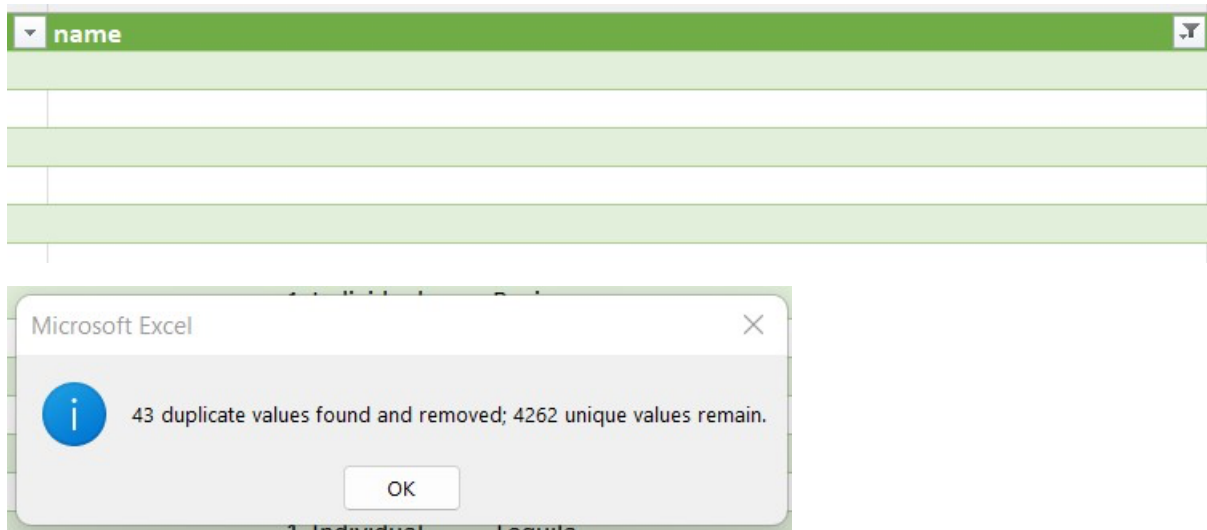 name
Microsoft Excel
43 duplicate values found and removed; 4262 unique values remain.
OK